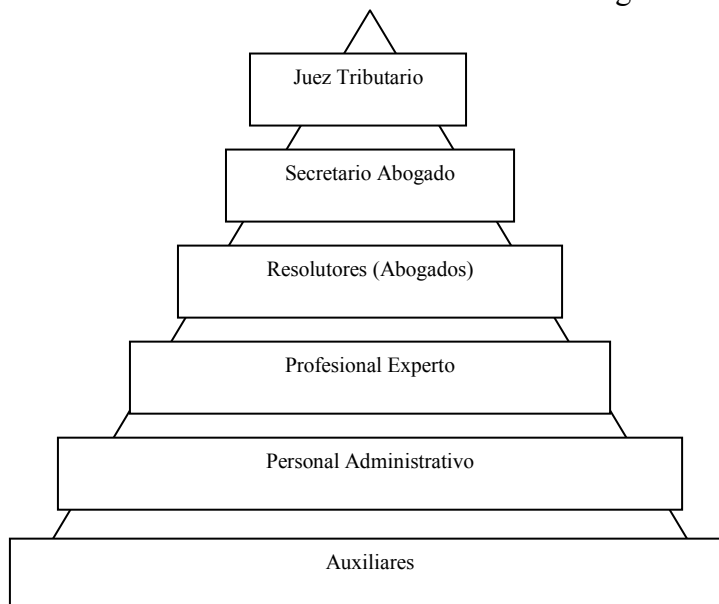 Juez Tributario
Secretario Abogado
Resolutores (Abogados)
Profesional Experto
Personal Administrativo
Auxiliares